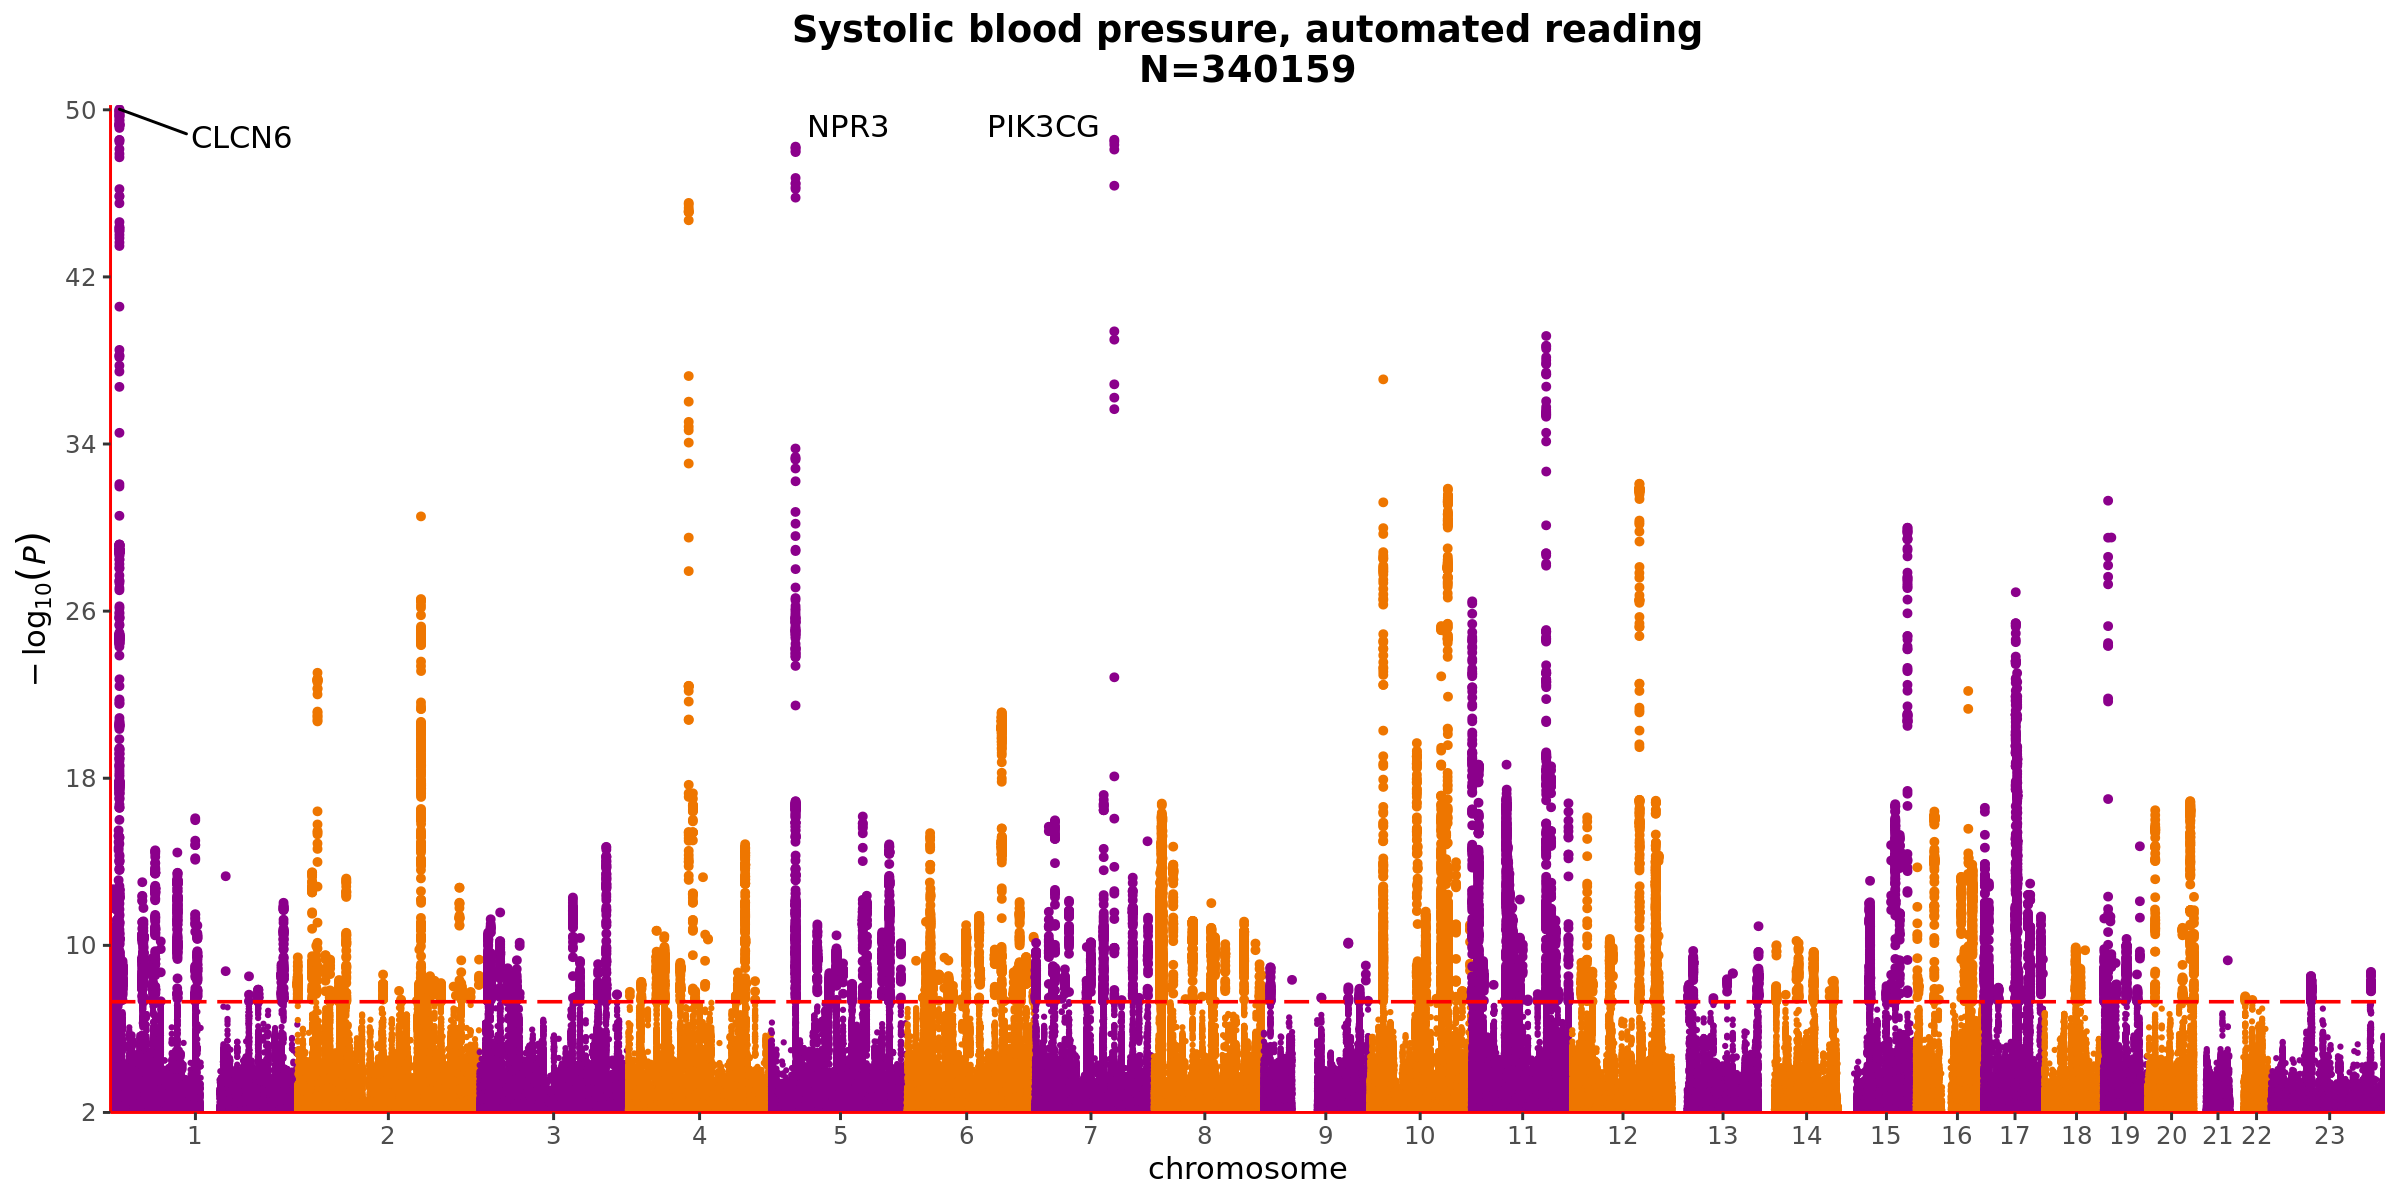 Systolic blood pressure, automated reading
N=340159
50
42
34
26
18
10
2
− log10(P)
CLCN6
NPR3
PIK3CG
1 2 3 4 5 6 7 8 9 10 11 12 13 14 15 16 17 18 19 20 21 22 23
chromosome